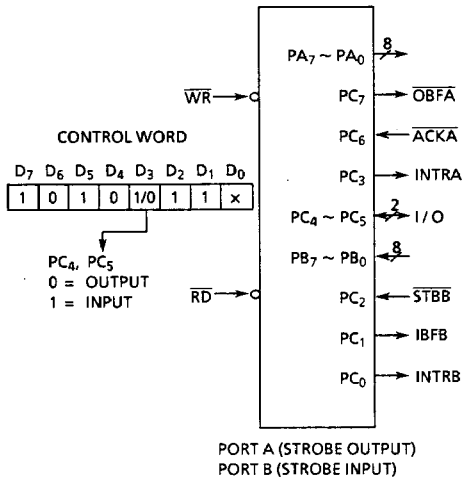 PA7 ~ PA0
8
WR
PC7
OBFA
PC6
ACKA
CONTROL WORD
D7 D6 D5 D4 D3 D2 D1 D0
1 0 1 0 1/0 1 1 ×
PC3
INTRA
PC4 ~ PC5
2
I/O
PC4, PC5
0 = OUTPUT
1 = INPUT
PB7 ~ PB0
8
RD
PC2
STBB
PC1
IBFB
PC0
INTRB
PORT A (STROBE OUTPUT)
PORT B (STROBE INPUT)